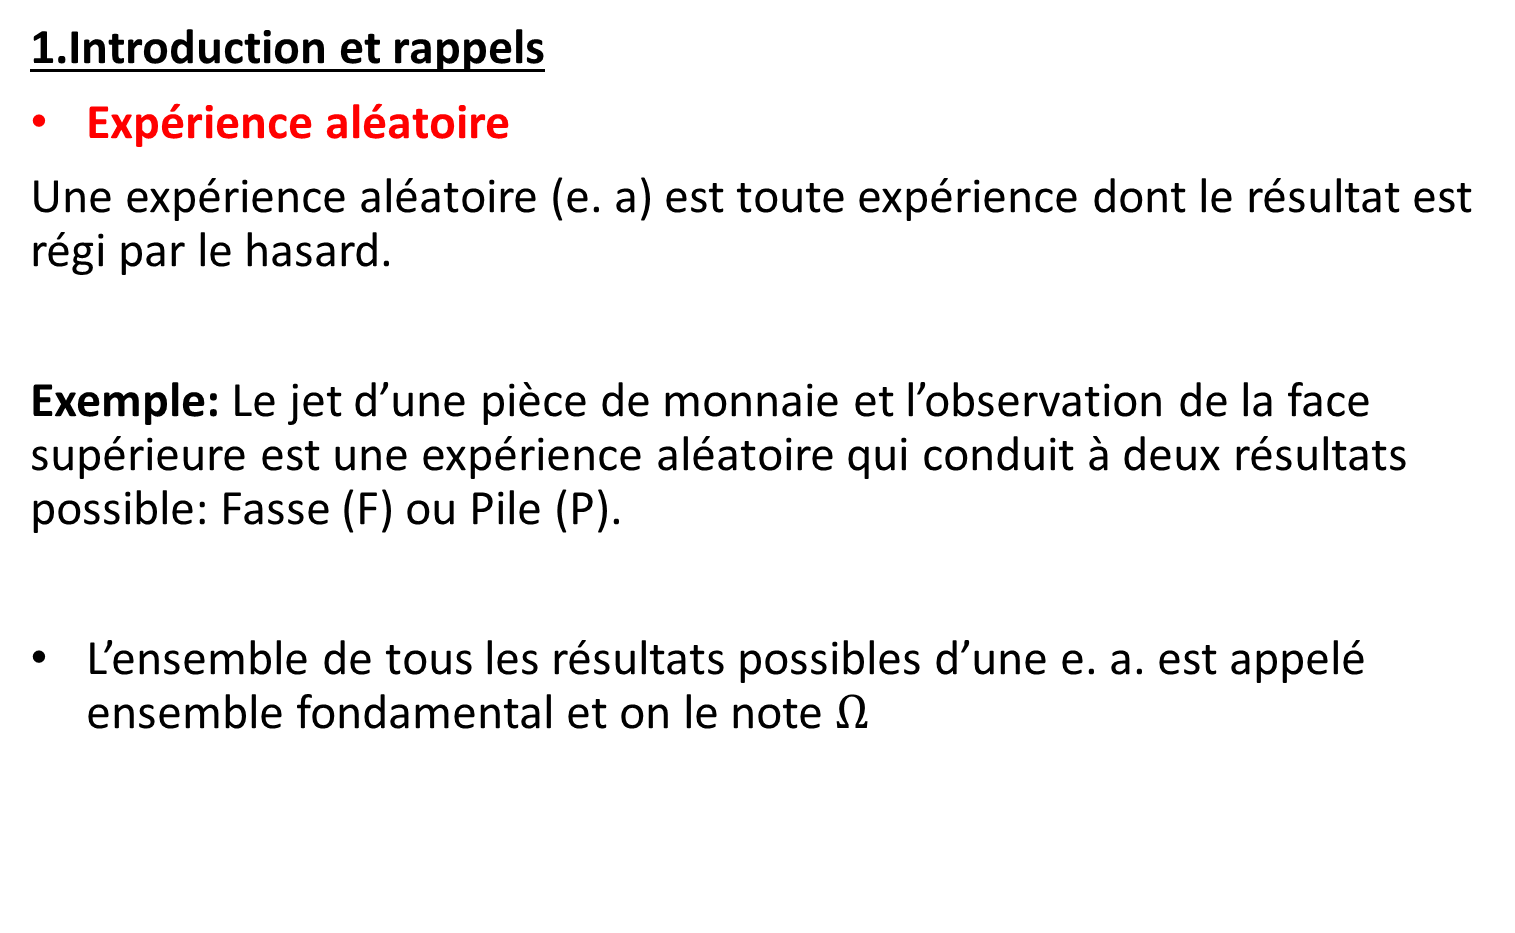 1.Introduction et rappels
• Expérience aléatoire
Une expérience aléatoire (e. a) est toute expérience dont le résultat est
régi par le hasard.
Exemple: Le jet d’une pièce de monnaie et l’observation de la face
supérieure est une expérience aléatoire qui conduit à deux résultats
possible: Fasse (F) ou Pile (P).
• L’ensemble de tous les résultats possibles d’une e. a. est appelé
ensemble fondamental et on le note Ω